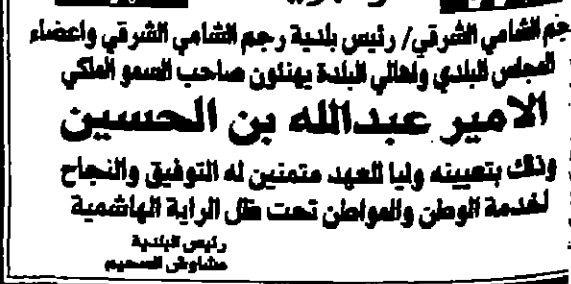 رجم الشامي الشرقي/ رئيس بلدية رجم الشامي الشرقي واعضاء
المجلس البلدي واهالي البلدة يهنئون صاحب السمو الملكي
الامير عبدالله بن الحسين
وذلك بتعيينه وليا للعهد متمنين له التوفيق والنجاح
لخدمة الوطن والمواطن تحت ظل الراية الهاشمية
رئيس البلدية
مشاوش السحيم